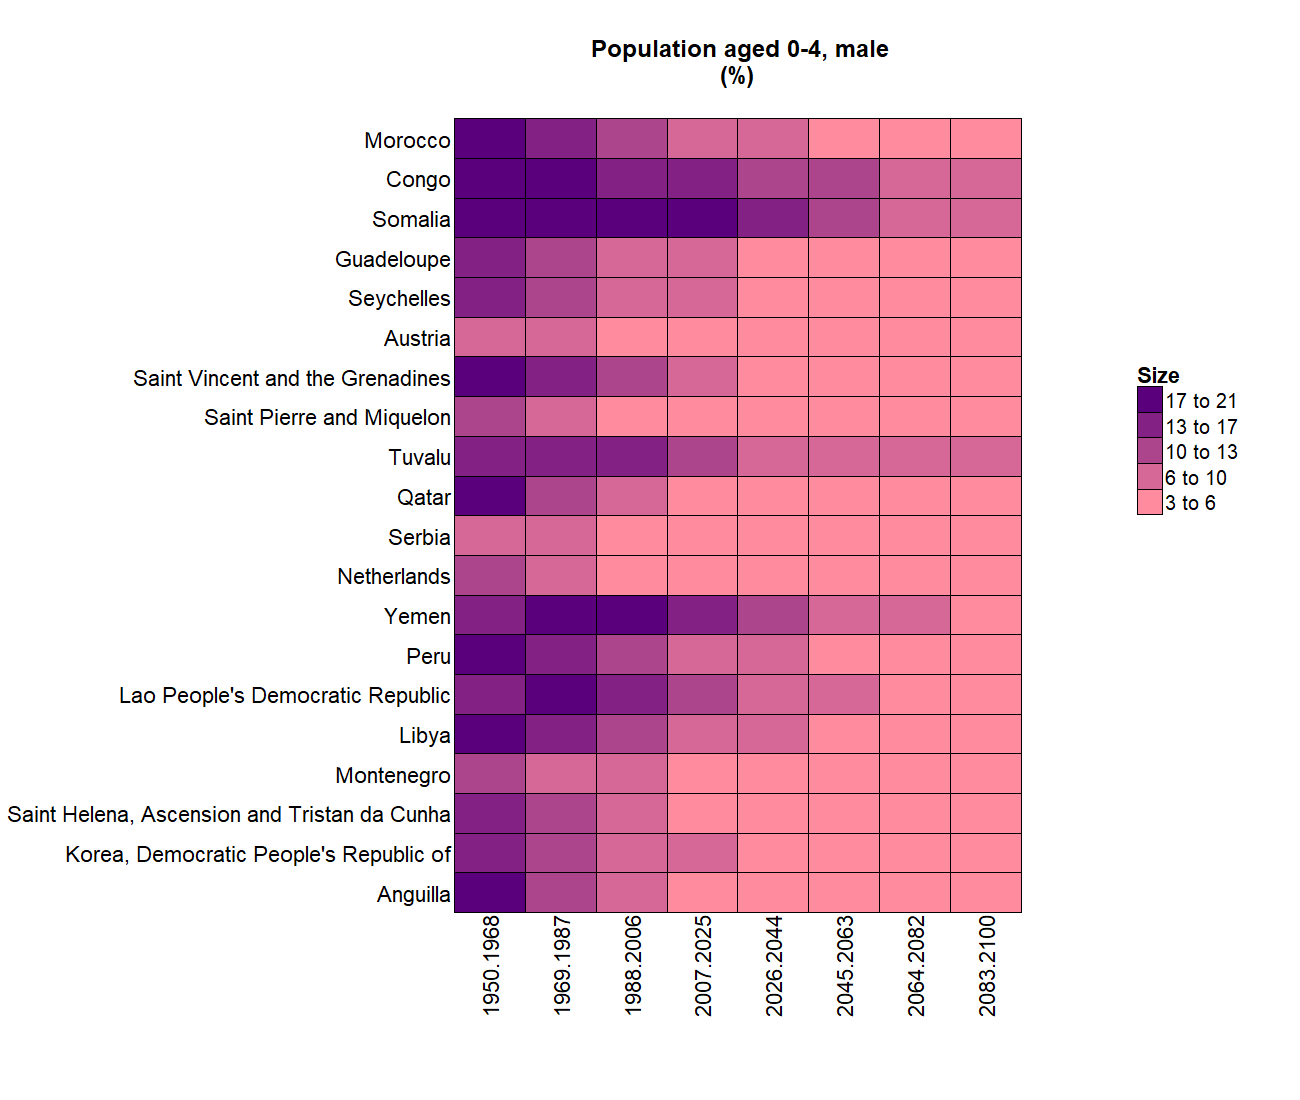 Population aged 0-4, male
(%)
Morocco
Congo
Somalia
Guadeloupe
Seychelles
Austria
Saint Vincent and the Grenadines
Saint Pierre and Miquelon
Tuvalu
Qatar
Serbia
Netherlands
Yemen
Peru
Lao People's Democratic Republic
Libya
Montenegro
Saint Helena, Ascension and Tristan da Cunha
Korea, Democratic People's Republic of
Anguilla
1950.1968
1969.1987
1988.2006
2007.2025
2026.2044
2045.2063
2064.2082
2083.2100
Size
17 to 21
13 to 17
10 to 13
6 to 10
3 to 6